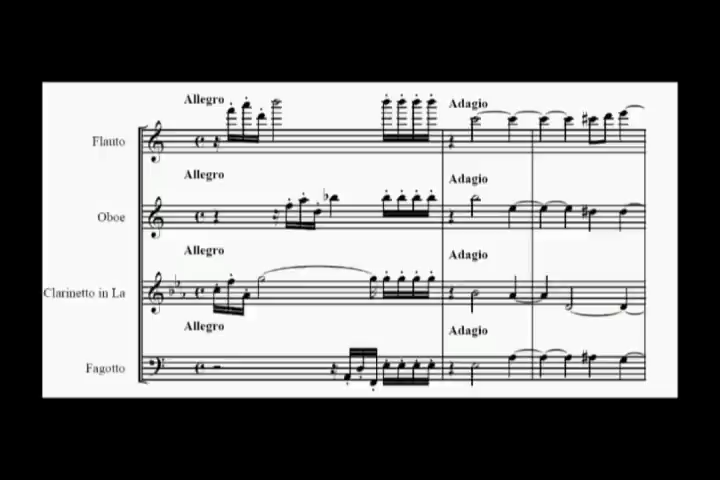 Allegro
Adagio
Flauto
Allegro
Adagio
Oboe
Allegro
Adagio
Clarinetto in La
Allegro
Adagio
Fagotto